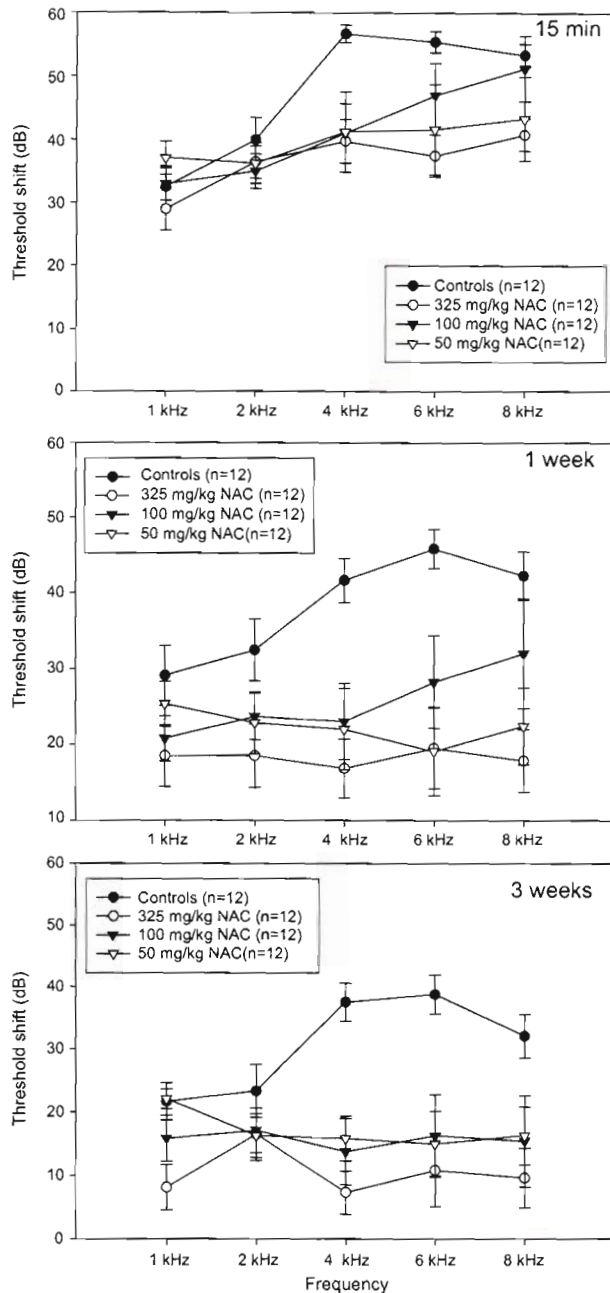 15 min
60
50
40
30
20
10
0
Threshold shift (dB)
Controls (n=12)
325 mg/kg NAC (n=12)
100 mg/kg NAC (n=12)
50 mg/kg NAC(n=12)
1 kHz 2 kHz 4 kHz 6 kHz 8 kHz
1 week
60
50
40
30
20
10
Threshold shift (dB)
Controls (n=12)
325 mg/kg NAC (n=12)
100 mg/kg NAC (n=12)
50 mg/kg NAC(n=12)
1 kHz 2 kHz 4 kHz 6 kHz 8 kHz
3 weeks
60
50
40
30
20
10
0
Threshold shift (dB)
Controls (n=12)
325 mg/kg NAC (n=12)
100 mg/kg NAC (n=12)
50 mg/kg NAC(n=12)
1 kHz 2 kHz 4 kHz 6 kHz 8 kHz
Frequency